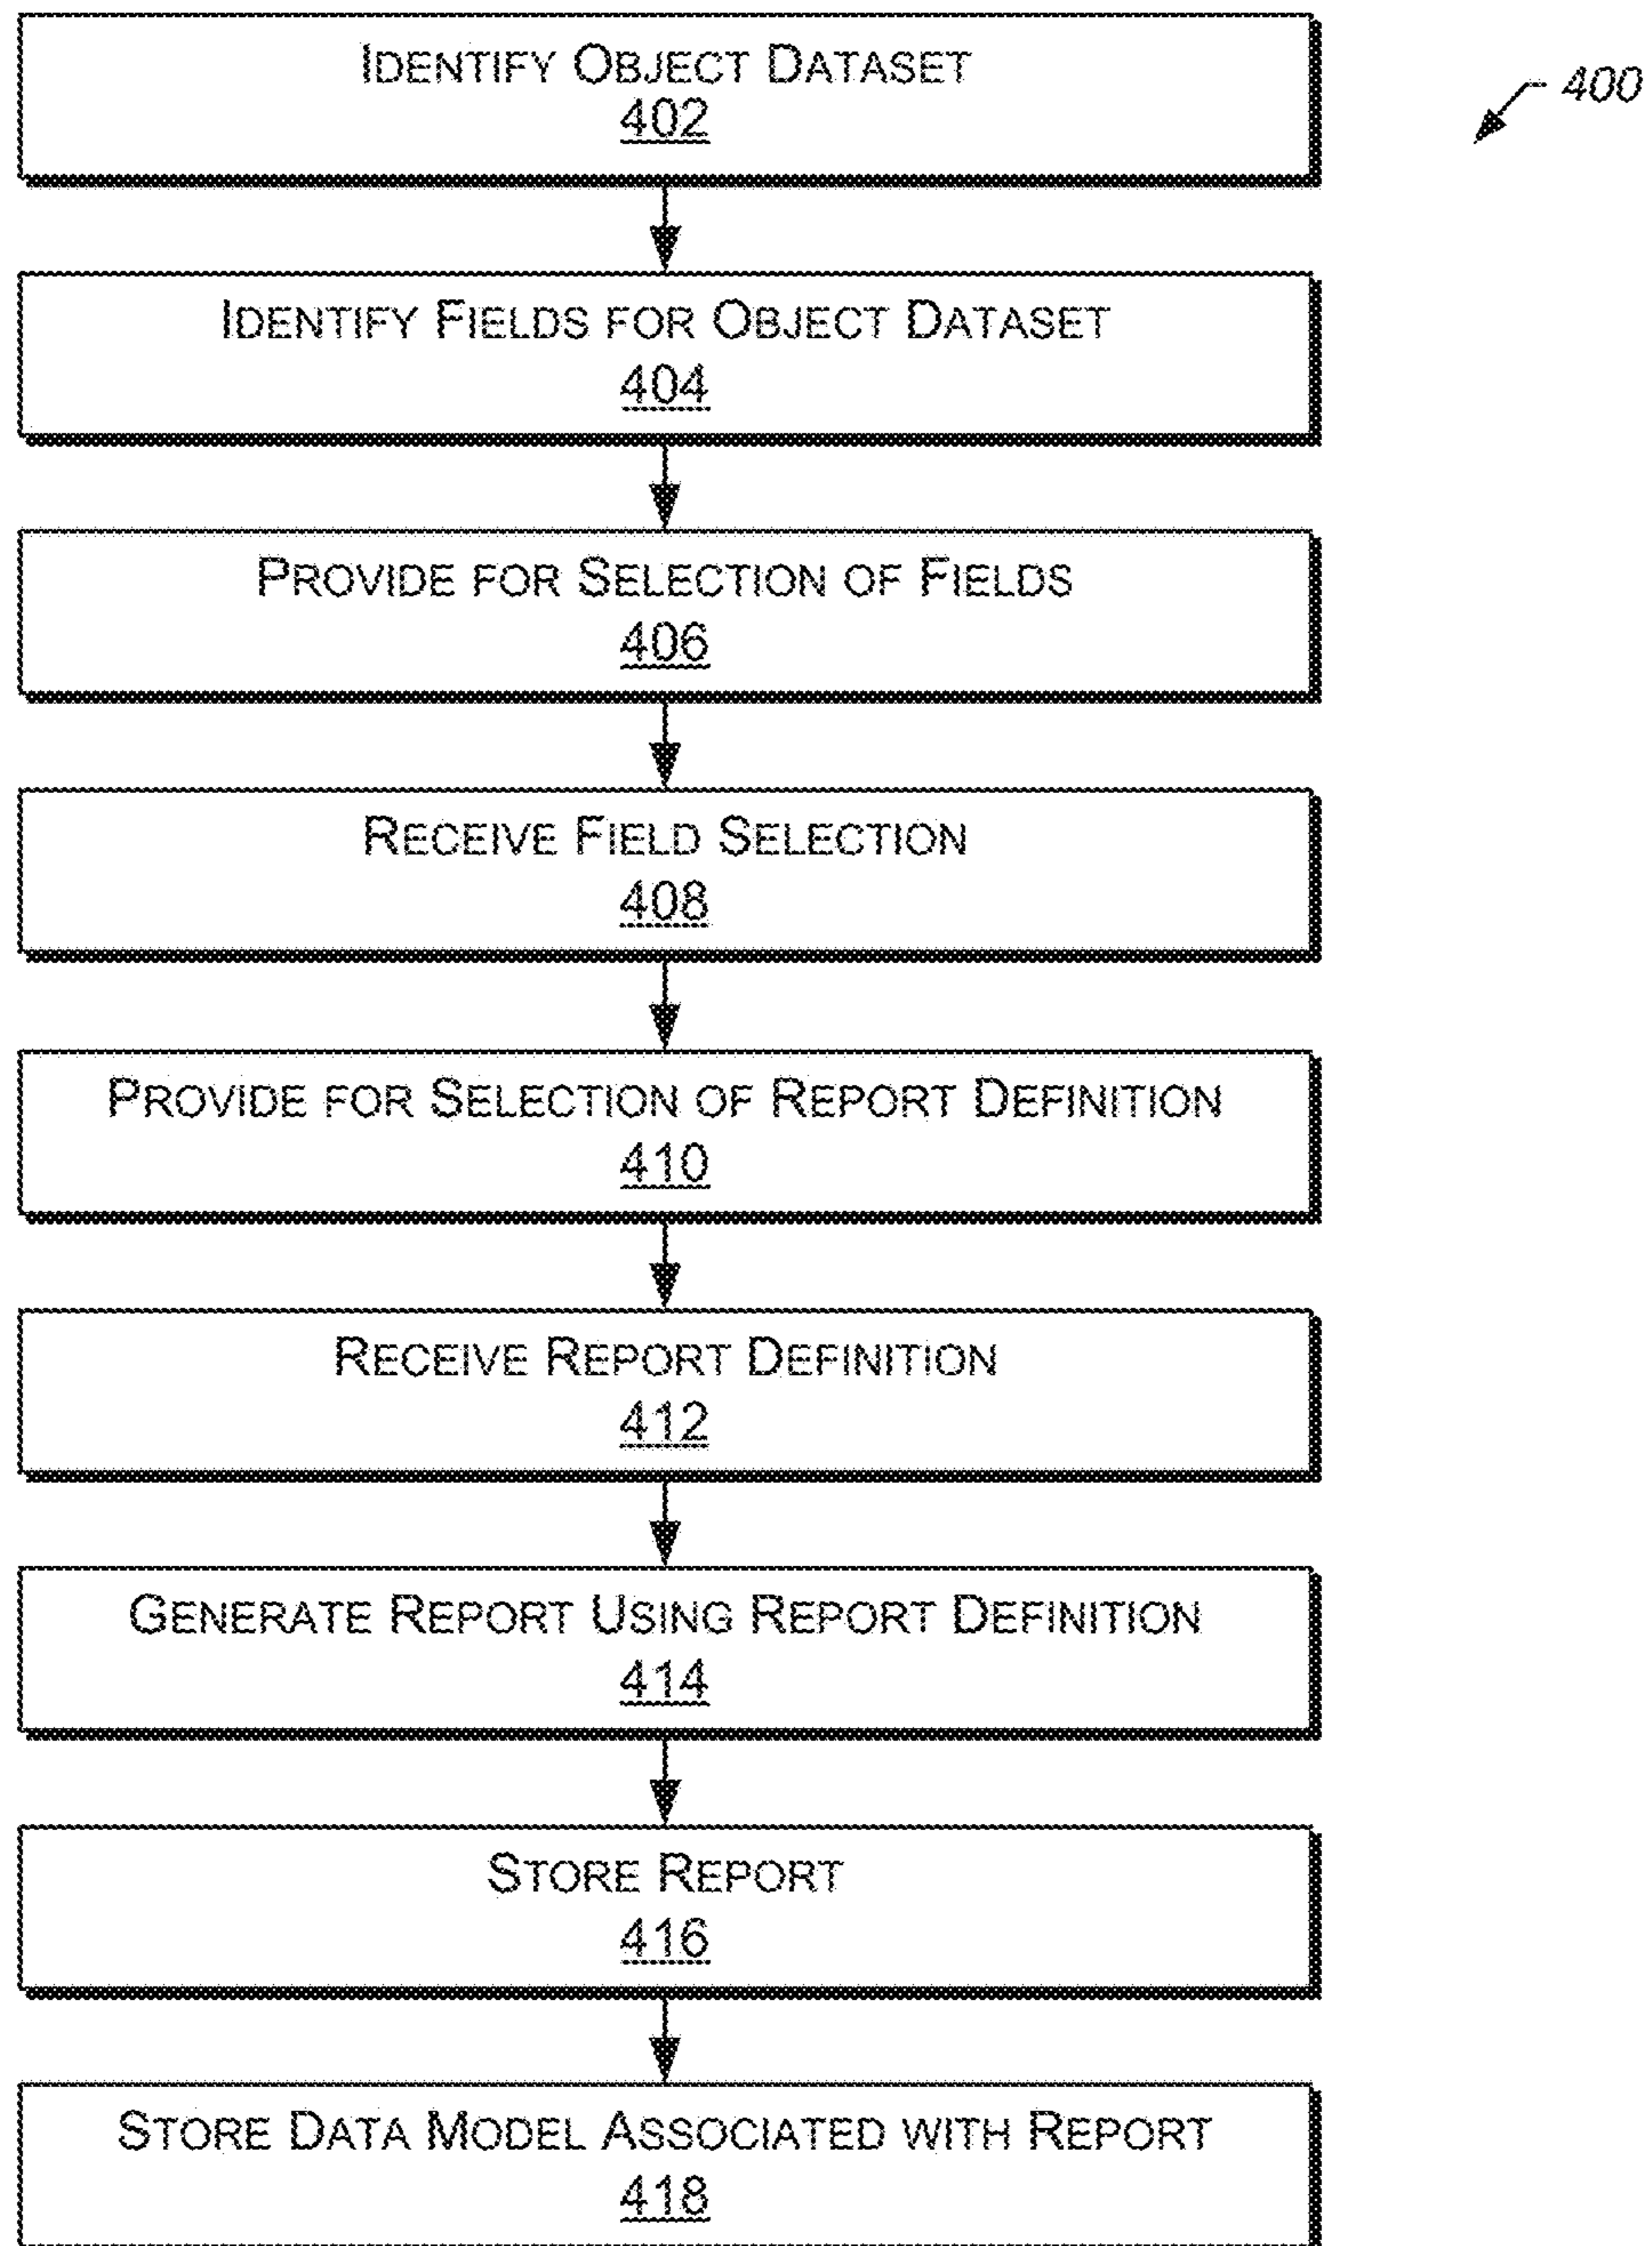 IDENTIFY OBJECT DATASET
402
400
IDENTIFY FIELDS FOR OBJECT DATASET
404
PROVIDE FOR SELECTION OF FIELDS
406
RECEIVE FIELD SELECTION
408
PROVIDE FOR SELECTION OF REPORT DEFINITION
410
RECEIVE REPORT DEFINITION
412
GENERATE REPORT USING REPORT DEFINITION
414
STORE REPORT
416
STORE DATA MODEL ASSOCIATED WITH REPORT
418